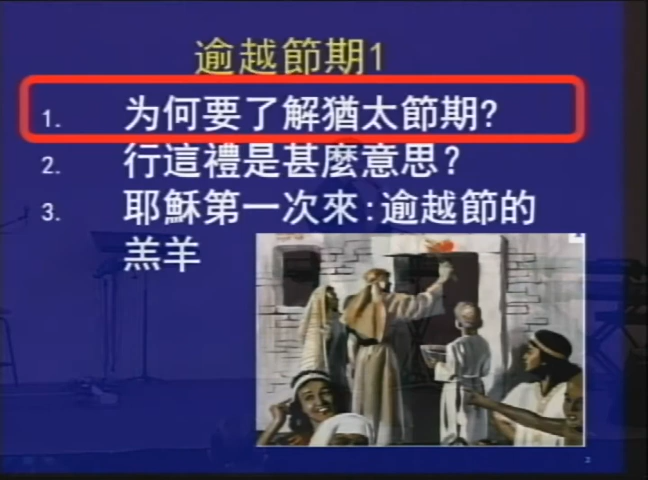 逾越節期1
1. 为何要了解猶太節期?
2. 行這禮是甚麼意思?
3. 耶穌第一次來:逾越節的
羔羊
2